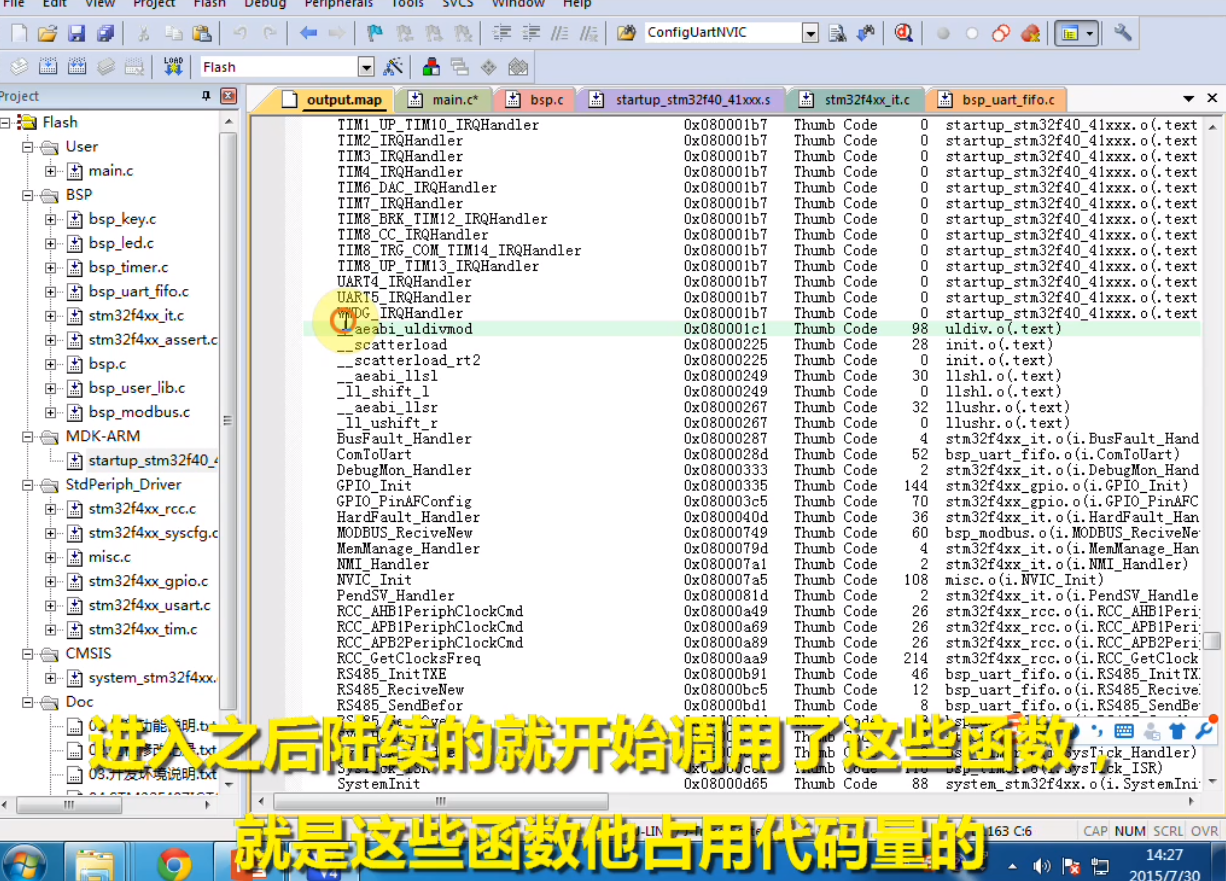 File Edit View Project Flash Debug Peripherals Tools SVCS Window Help
ConfigUartNVIC
LOAD
Flash
Project
output.map main.c* bsp.c startup_stm32f40_41xxx.s stm32f4xx_it.c bsp_uart_fifo.c
Flash
User
main.c
BSP
bsp_key.c
bsp_led.c
bsp_timer.c
bsp_uart_fifo.c
stm32f4xx_it.c
stm32f4xx_assert.c
bsp.c
bsp_user_lib.c
bsp_modbus.c
MDK-ARM
startup_stm32f40_4
StdPeriph_Driver
stm32f4xx_rcc.c
stm32f4xx_syscfg.c
misc.c
stm32f4xx_gpio.c
stm32f4xx_usart.c
stm32f4xx_tim.c
CMSIS
system_stm32f4xx.
Doc
03.开发环境说明.txt
TIM1_UP_TIM10_IRQHandler 0x080001b7 Thumb Code 0 startup_stm32f40_41xxx.o(.text
TIM2_IRQHandler 0x080001b7 Thumb Code 0 startup_stm32f40_41xxx.o(.text
TIM3_IRQHandler 0x080001b7 Thumb Code 0 startup_stm32f40_41xxx.o(.text
TIM4_IRQHandler 0x080001b7 Thumb Code 0 startup_stm32f40_41xxx.o(.text
TIM6_DAC_IRQHandler 0x080001b7 Thumb Code 0 startup_stm32f40_41xxx.o(.text
TIM7_IRQHandler 0x080001b7 Thumb Code 0 startup_stm32f40_41xxx.o(.text
TIM8_BRK_TIM12_IRQHandler 0x080001b7 Thumb Code 0 startup_stm32f40_41xxx.o(.text
TIM8_CC_IRQHandler 0x080001b7 Thumb Code 0 startup_stm32f40_41xxx.o(.text
TIM8_TRG_COM_TIM14_IRQHandler 0x080001b7 Thumb Code 0 startup_stm32f40_41xxx.o(.text
TIM8_UP_TIM13_IRQHandler 0x080001b7 Thumb Code 0 startup_stm32f40_41xxx.o(.text
UART4_IRQHandler 0x080001b7 Thumb Code 0 startup_stm32f40_41xxx.o(.text
UART5_IRQHandler 0x080001b7 Thumb Code 0 startup_stm32f40_41xxx.o(.text
WWDG_IRQHandler 0x080001b7 Thumb Code 0 startup_stm32f40_41xxx.o(.text
__aeabi_uldivmod 0x080001c1 Thumb Code 98 uldiv.o(.text)
__scatterload 0x08000225 Thumb Code 28 init.o(.text)
__scatterload_rt2 0x08000225 Thumb Code 0 init.o(.text)
__aeabi_llsl 0x08000249 Thumb Code 30 llshl.o(.text)
_ll_shift_l 0x08000249 Thumb Code 0 llshl.o(.text)
__aeabi_llsr 0x08000267 Thumb Code 32 llushr.o(.text)
_ll_ushift_r 0x08000267 Thumb Code 0 llushr.o(.text)
BusFault_Handler 0x08000287 Thumb Code 4 stm32f4xx_it.o(i.BusFault_Hand
ComToUart 0x0800028d Thumb Code 52 bsp_uart_fifo.o(i.ComToUart)
DebugMon_Handler 0x08000333 Thumb Code 2 stm32f4xx_it.o(i.DebugMon_Hand
GPIO_Init 0x08000335 Thumb Code 144 stm32f4xx_gpio.o(i.GPIO_Init)
GPIO_PinAFConfig 0x080003c5 Thumb Code 70 stm32f4xx_gpio.o(i.GPIO_PinAFC
HardFault_Handler 0x0800040d Thumb Code 36 stm32f4xx_it.o(i.HardFault_Han
MODBUS_ReciveNew 0x08000749 Thumb Code 60 bsp_modbus.o(i.MODBUS_ReciveNe
MemManage_Handler 0x0800079d Thumb Code 4 stm32f4xx_it.o(i.MemManage_Han
NMI_Handler 0x080007a1 Thumb Code 2 stm32f4xx_it.o(i.NMI_Handler)
NVIC_Init 0x080007a5 Thumb Code 108 misc.o(i.NVIC_Init)
PendSV_Handler 0x0800081d Thumb Code 2 stm32f4xx_it.o(i.PendSV_Handle
RCC_AHB1PeriphClockCmd 0x08000a49 Thumb Code 26 stm32f4xx_rcc.o(i.RCC_AHB1Peri
RCC_APB1PeriphClockCmd 0x08000a69 Thumb Code 26 stm32f4xx_rcc.o(i.RCC_APB1Peri
RCC_APB2PeriphClockCmd 0x08000a89 Thumb Code 26 stm32f4xx_rcc.o(i.RCC_APB2Peri
RCC_GetClocksFreq 0x08000aa9 Thumb Code 214 stm32f4xx_rcc.o(i.RCC_GetClock
RS485_InitTXE 0x08000b91 Thumb Code 46 bsp_uart_fifo.o(i.RS485_InitTX
RS485_ReciveNew 0x08000bc5 Thumb Code 12 bsp_uart_fifo.o(i.RS485_Recive
RS485_SendBefor 0x08000bd1 Thumb Code 8 bsp_uart_fifo.o(i.RS485_SendBe
SystemInit 0x08000d65 Thumb Code 88 system_stm32f4xx.o(i.SystemIni
进入之后陆续的就开始调用了这些函数，
就是这些函数他占用代码量的
CAP NUM SCRL OVR
14:27
2015/7/30